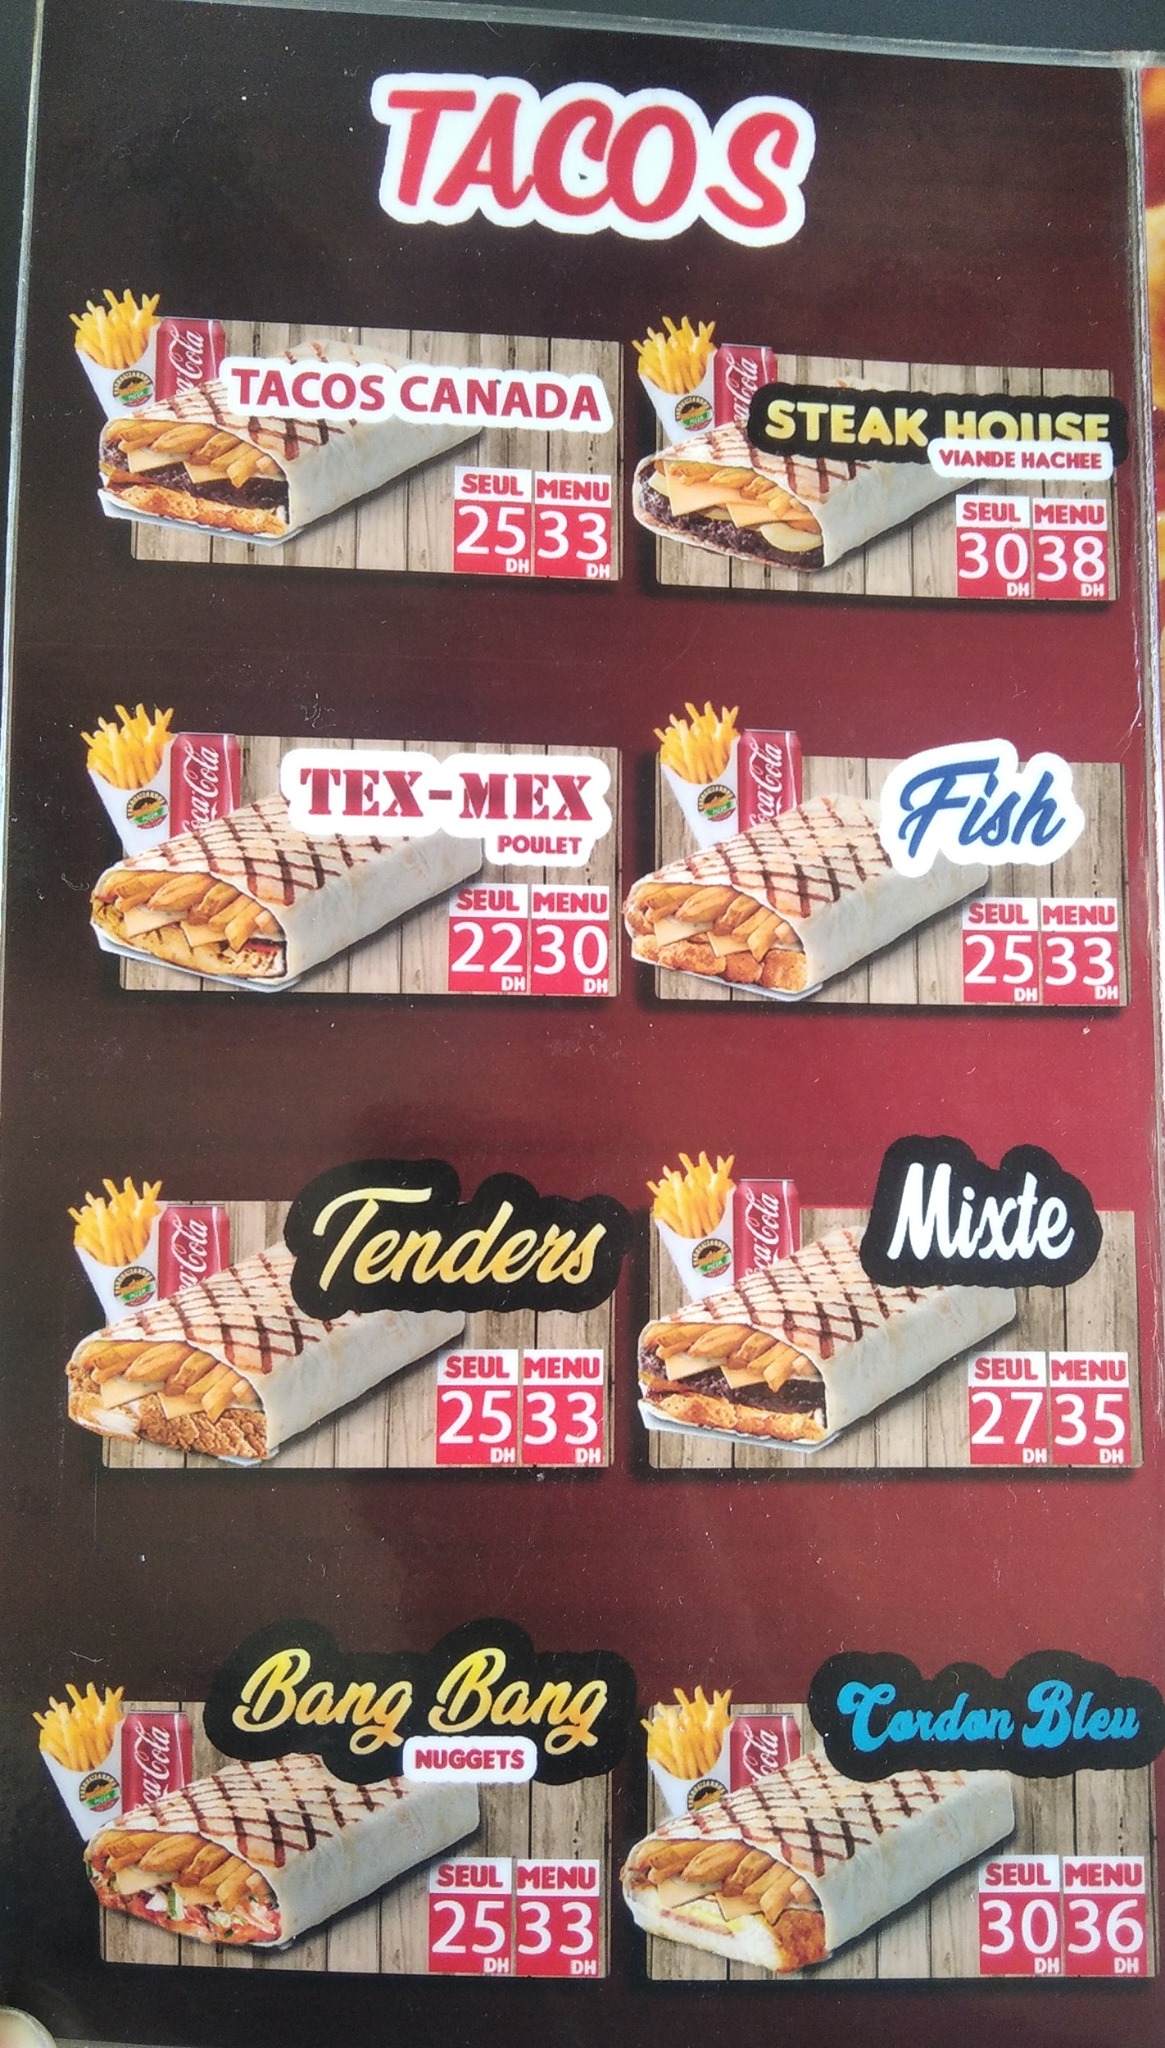 TACOS
TACOS CANADA
SEUL MENU
25 DH 33 DH
STEAK HOUSE
VIANDE HACHEE
SEUL MENU
30 DH 38 DH
TEX-MEX
POULET
SEUL MENU
22 DH 30 DH
Fish
SEUL MENU
25 DH 33 DH
Tenders
SEUL MENU
25 DH 33 DH
Mixte
SEUL MENU
27 DH 35 DH
Bang Bang
NUGGETS
SEUL MENU
25 DH 33 DH
Cordon Bleu
SEUL MENU
30 DH 36 DH